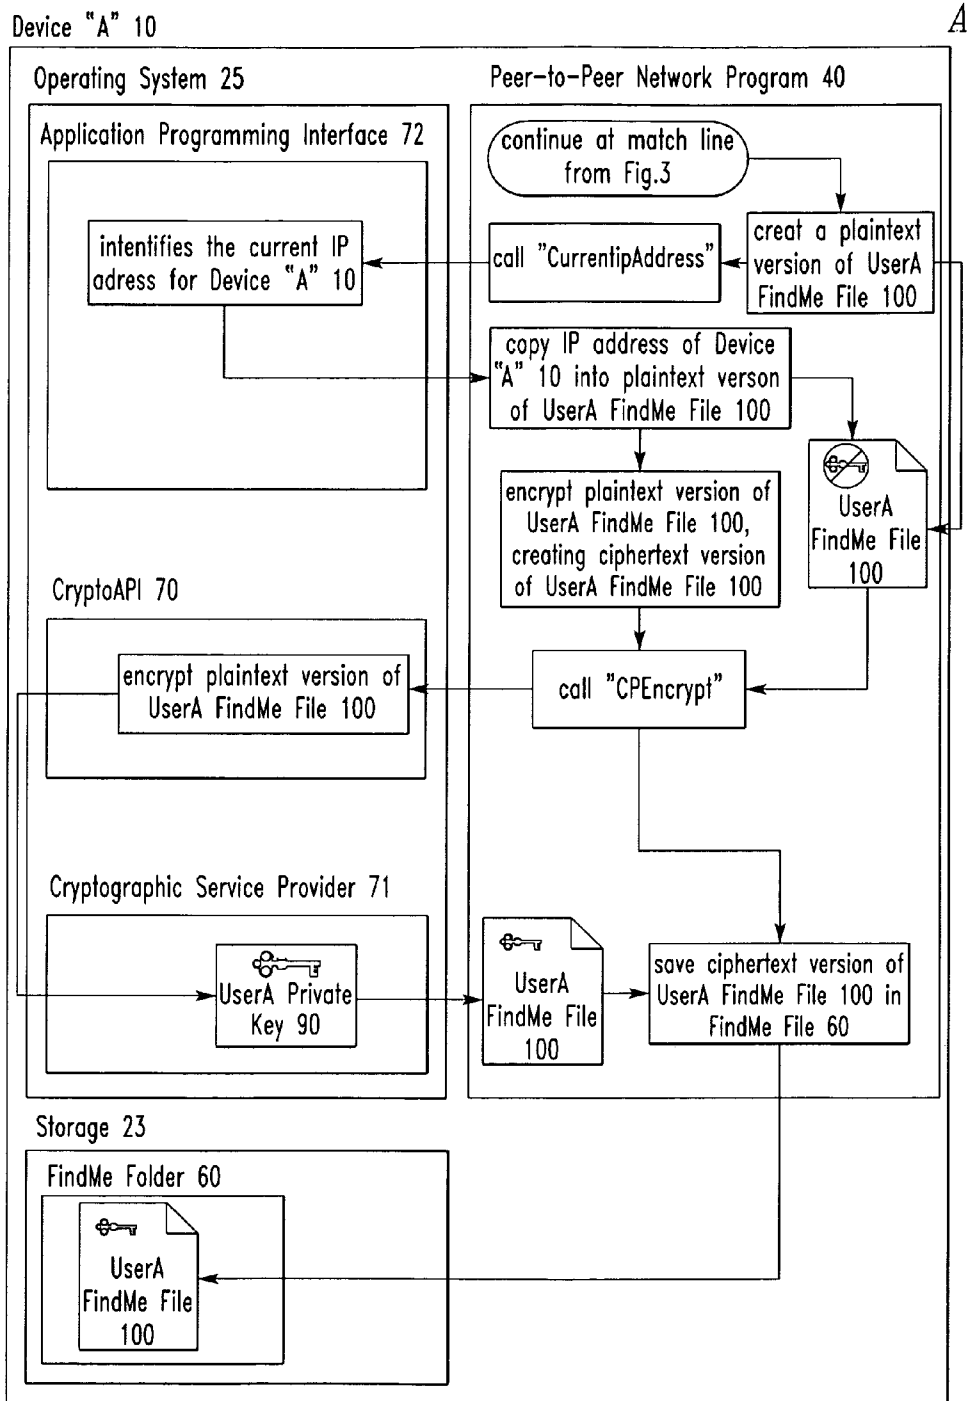 Device "A" 10
A
Operating System 25
Peer-to-Peer Network Program 40
Application Programming Interface 72
continue at match line
from Fig.3
intentifies the current IP
adress for Device "A" 10
call "CurrentipAddress"
creat a plaintext
version of UserA
FindMe File 100
copy IP address of Device
"A" 10 into plaintext verson
of UserA FindMe File 100
UserA
FindMe File
100
encrypt plaintext version of
UserA FindMe File 100,
creating ciphertext version
of UserA FindMe File 100
CryptoAPI 70
encrypt plaintext version of
UserA FindMe File 100
call "CPEncrypt"
Cryptographic Service Provider 71
UserA Private
Key 90
UserA
FindMe File
100
save ciphertext version of
UserA FindMe File 100 in
FindMe File 60
Storage 23
FindMe Folder 60
UserA
FindMe File
100